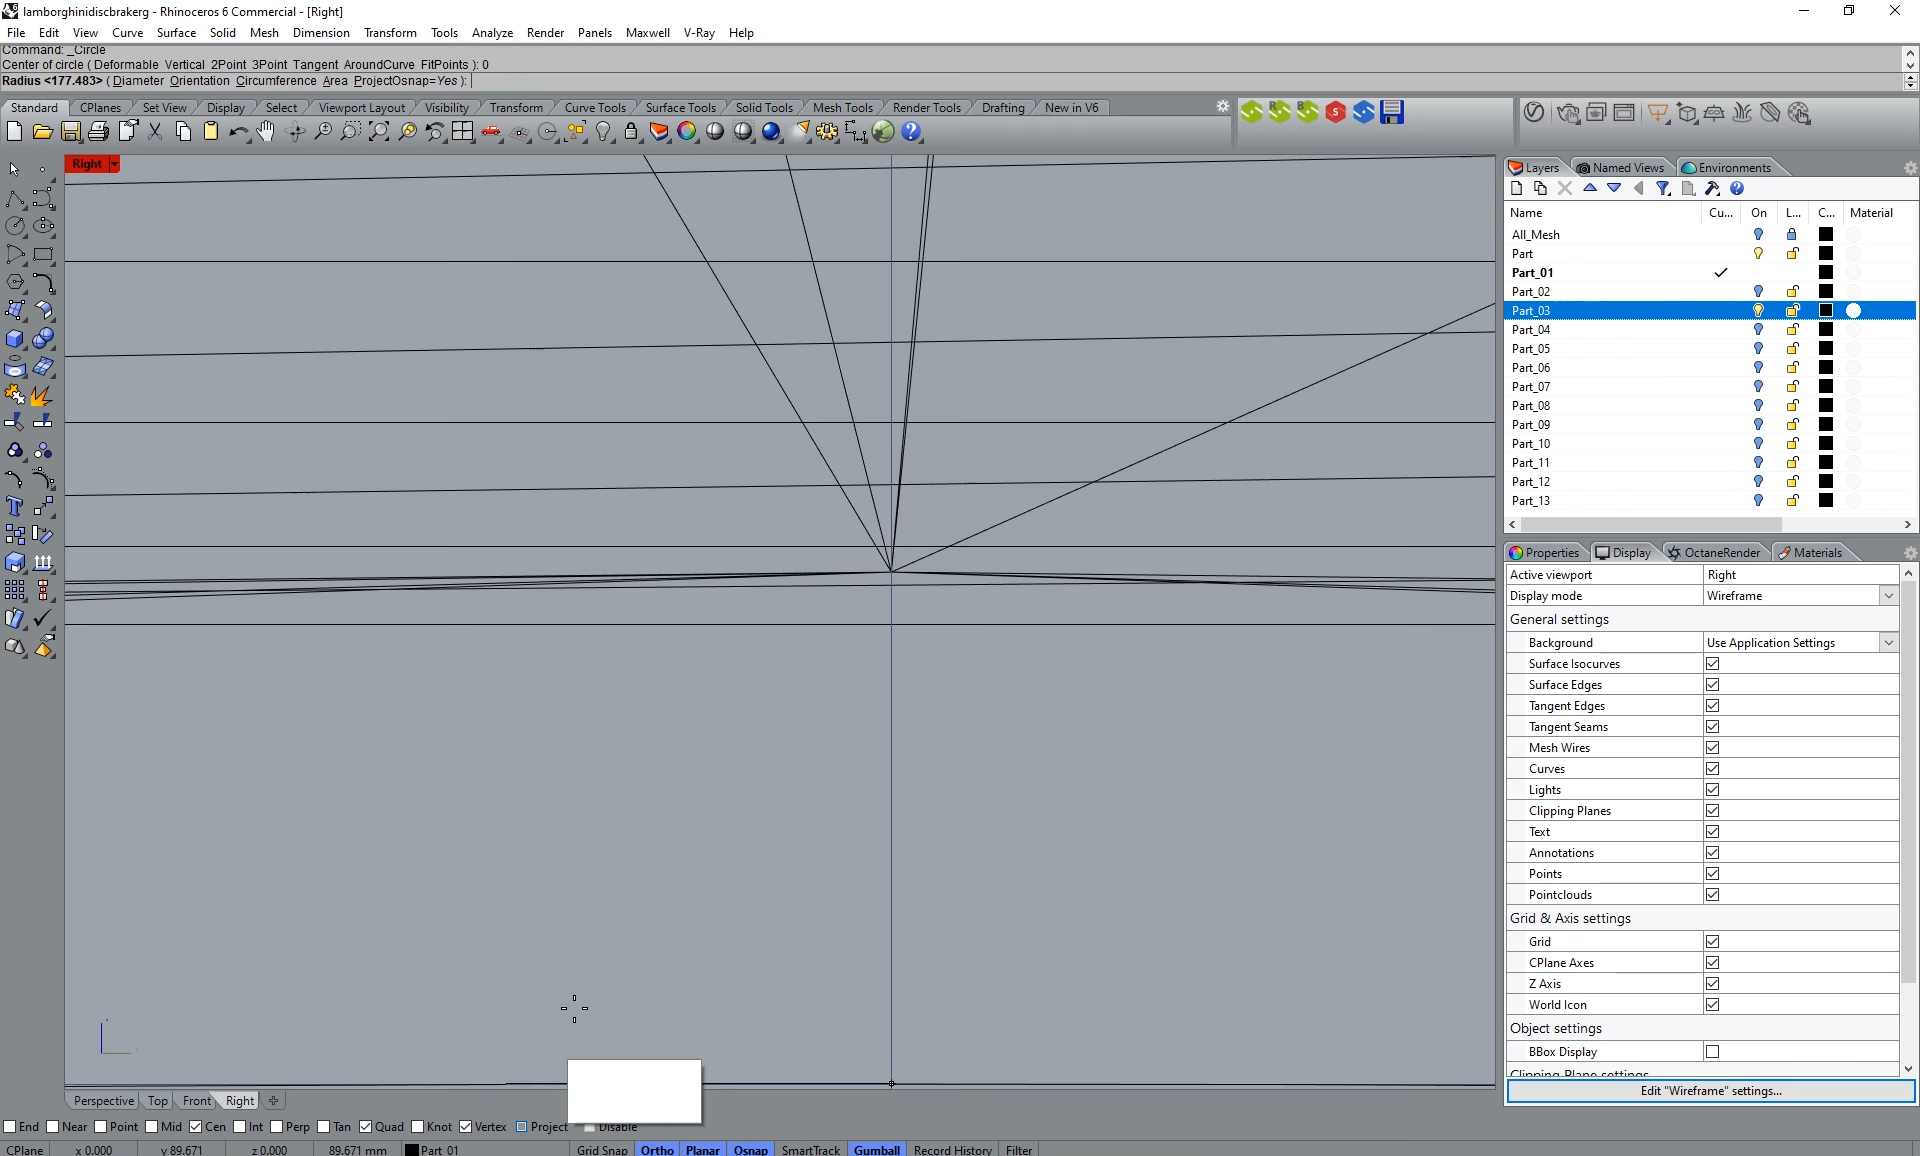 lamborghinidiscbrakerg - Rhinoceros 6 Commercial - [Right]
File Edit View Curve Surface Solid Mesh Dimension Transform Tools Analyze Render Panels Maxwell V-Ray Help
Command: _Circle
Center of circle ( Deformable Vertical 2Point 3Point Tangent AroundCurve FitPoints ): 0
Radius <177.483> ( Diameter Orientation Circumference Area ProjectOsnap=Yes ):
Standard CPlanes Set View Display Select Viewport Layout Visibility Transform Curve Tools Surface Tools Solid Tools Mesh Tools Render Tools Drafting New in V6
Right
Layers Named Views Environments
Name Cu... On L... C... Material
All_Mesh
Part
Part_01
Part_02
Part_03
Part_04
Part_05
Part_06
Part_07
Part_08
Part_09
Part_10
Part_11
Part_12
Part_13
Properties Display OctaneRender Materials
Active viewport Right
Display mode Wireframe
General settings
Background Use Application Settings
Surface Isocurves
Surface Edges
Tangent Edges
Tangent Seams
Mesh Wires
Curves
Lights
Clipping Planes
Text
Annotations
Points
Pointclouds
Grid & Axis settings
Grid
CPlane Axes
Z Axis
World Icon
Object settings
BBox Display
Clipping Plane settings
Edit "Wireframe" settings...
Perspective Top Front Right
End Near Point Mid Cen Int Perp Tan Quad Knot Vertex Project Disable
CPlane x 0.000 y 89.671 z 0.000 89.671 mm Part_01 Grid Snap Ortho Planar Osnap SmartTrack Gumball Record History Filter